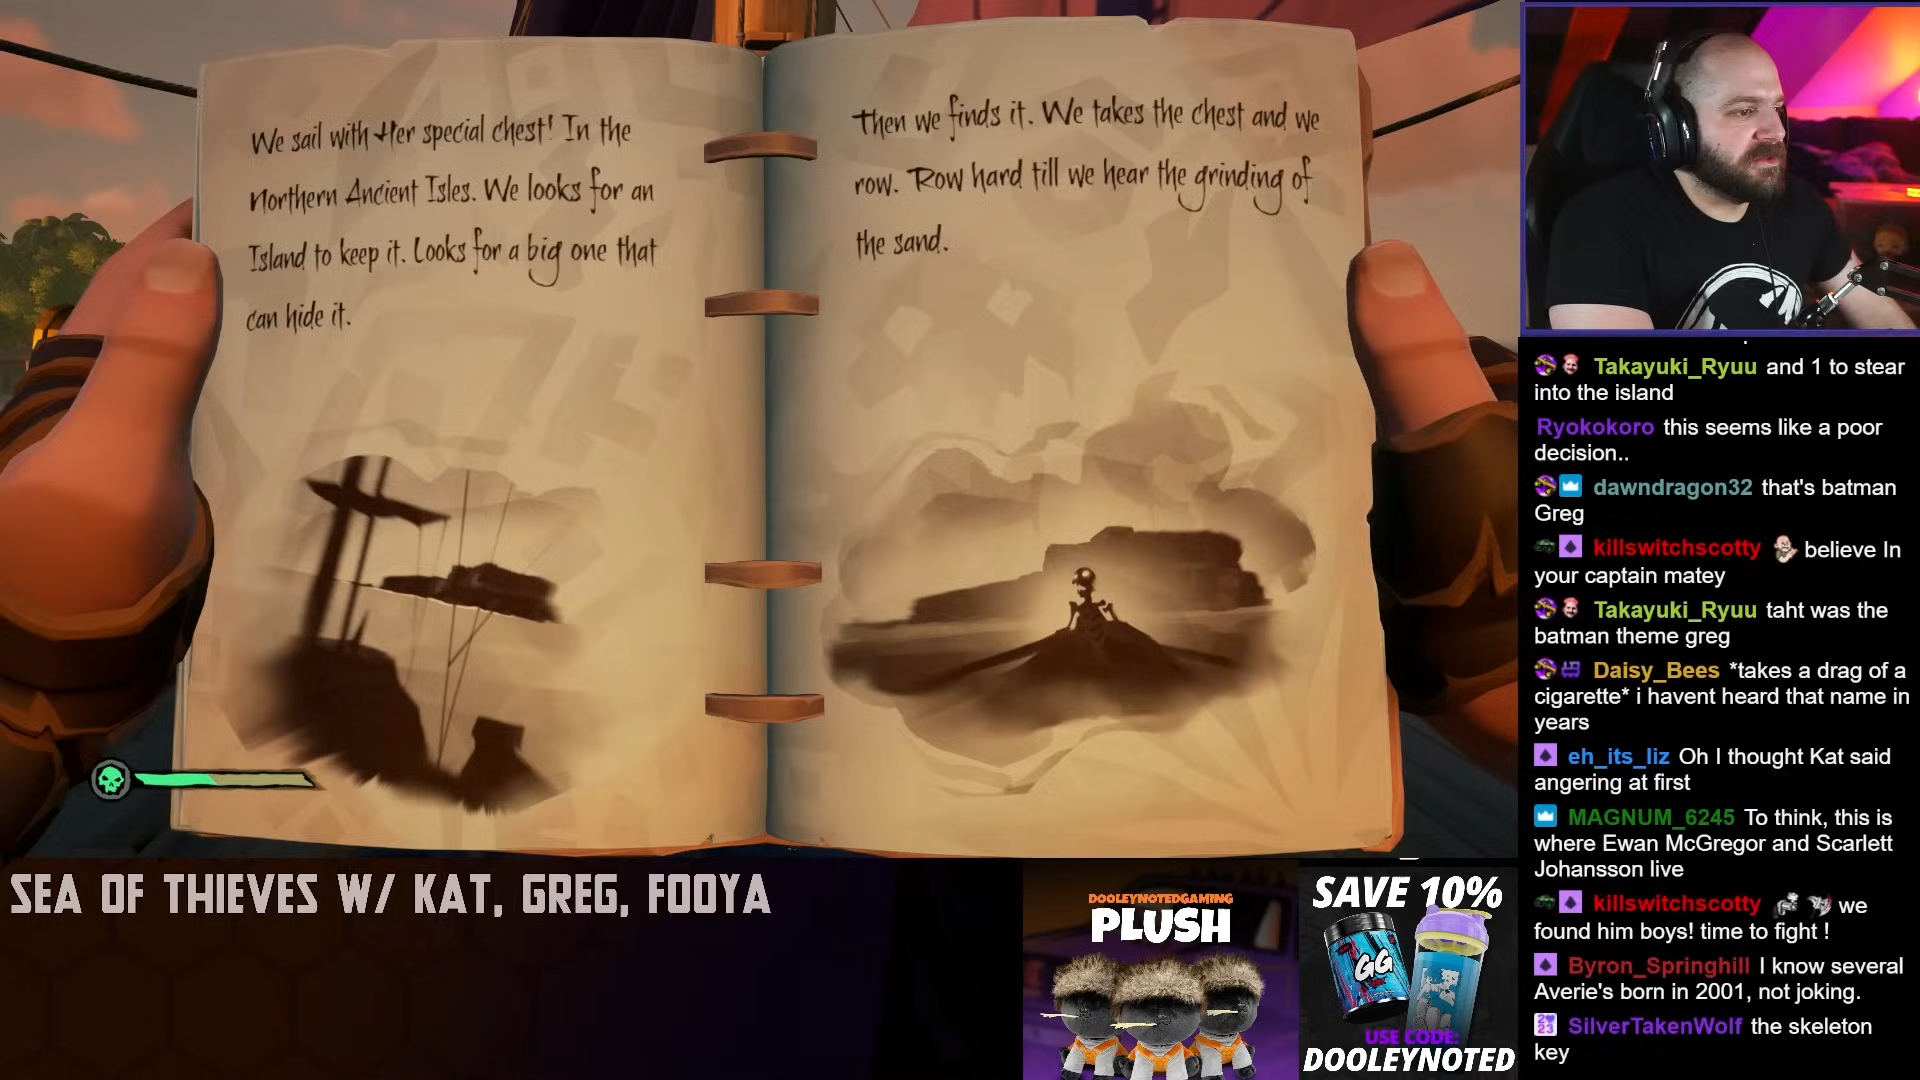 We sail with Her special chest! In the
Northern Ancient Isles. We looks for an
Island to keep it. Looks for a big one that
can hide it.
Then we finds it. We takes the chest and we
row. Row hard till we hear the grinding of
the sand.
Takayuki_Ryuu and 1 to stear
into the island
Ryokokoro this seems like a poor
decision..
dawndragon32 that's batman
Greg
killswitchscotty believe In
your captain matey
Takayuki_Ryuu taht was the
batman theme greg
Daisy_Bees *takes a drag of a
cigarette* i havent heard that name in
years
eh_its_liz Oh I thought Kat said
angering at first
MAGNUM_6245 To think, this is
where Ewan McGregor and Scarlett
Johansson live
killswitchscotty we
found him boys! time to fight !
Byron_Springhill I know several
Averie's born in 2001, not joking.
SilverTakenWolf the skeleton
key
SEA OF THIEVES W/ KAT, GREG, FOOYA
DOOLEYNOTEDGAMING
PLUSH
SAVE 10%
GG
USE CODE:
DOOLEYNOTED